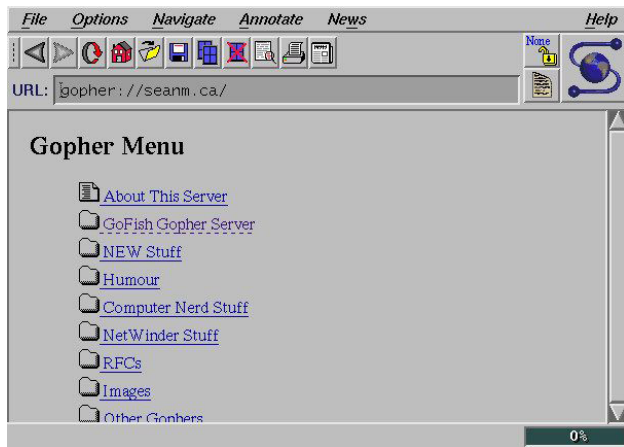 File Options Navigate Annotate News Help
None
URL: gopher://seanm.ca/
Gopher Menu
About This Server
GoFish Gopher Server
NEW Stuff
Humour
Computer Nerd Stuff
NetWinder Stuff
RFCs
Images
Other Gophers
0%